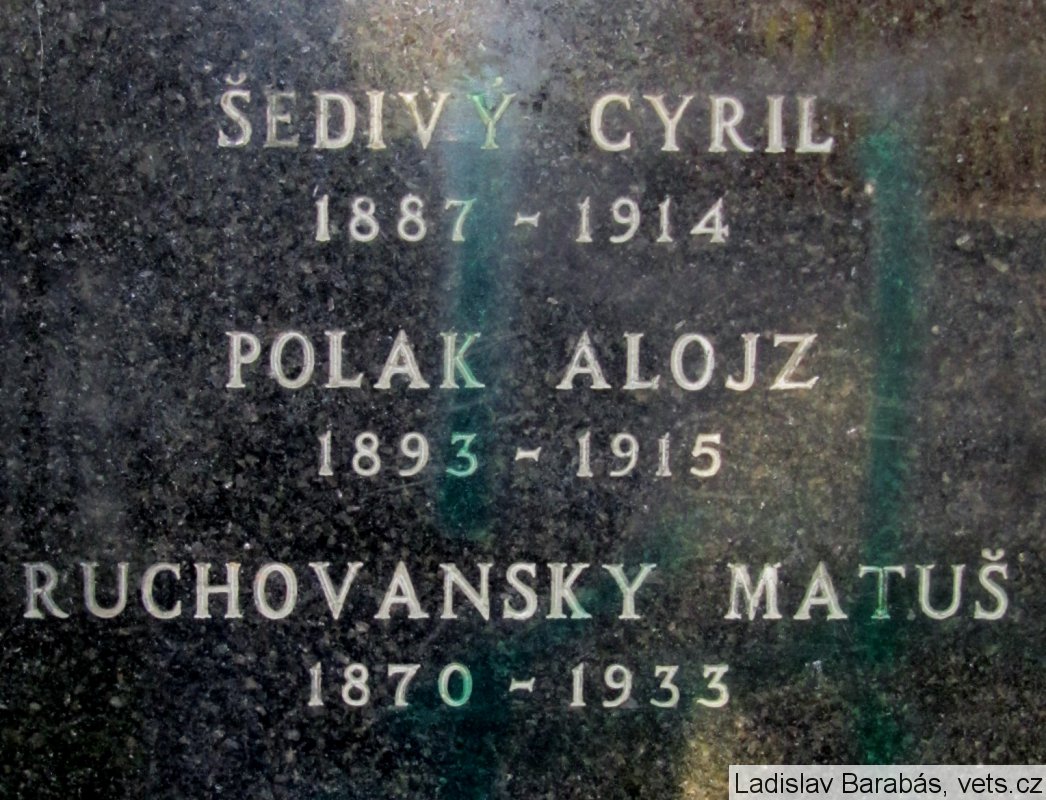 ŠEDIVÝ CYRIL
1887 - 1914
POLAK ALOJZ
1893 - 1915
RUCHOVANSKY MATUŠ
1870 - 1933
Ladislav Barabás, vets.cz